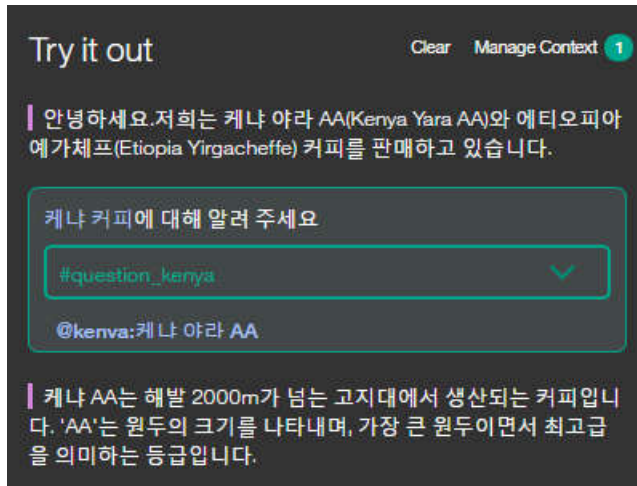 Try it out
Clear Manage Context 1
안녕하세요.저희는 케냐 야라 AA(Kenya Yara AA)와 에티오피아
예가체프(Etiopia Yirgacheffe) 커피를 판매하고 있습니다.
케냐 커피에 대해 알려 주세요
#question_kenya
@kenva:케냐 야라 AA
케냐 AA는 해발 2000m가 넘는 고지대에서 생산되는 커피입니
다. 'AA'는 원두의 크기를 나타내며, 가장 큰 원두이면서 최고급
을 의미하는 등급입니다.